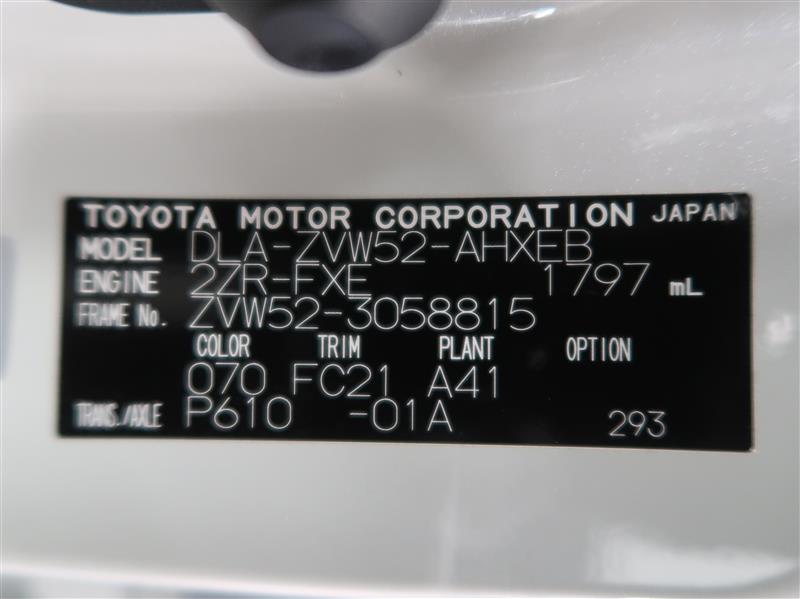 TOYOTA MOTOR CORPORATION JAPAN
MODEL DLA-ZVW52-AHXEB
ENGINE 2ZR-FXE 1797 mL
FRAME No. ZVW52-3058815
COLOR TRIM PLANT OPTION
070 FC21 A41
TRANS./AXLE P610 -01A 293